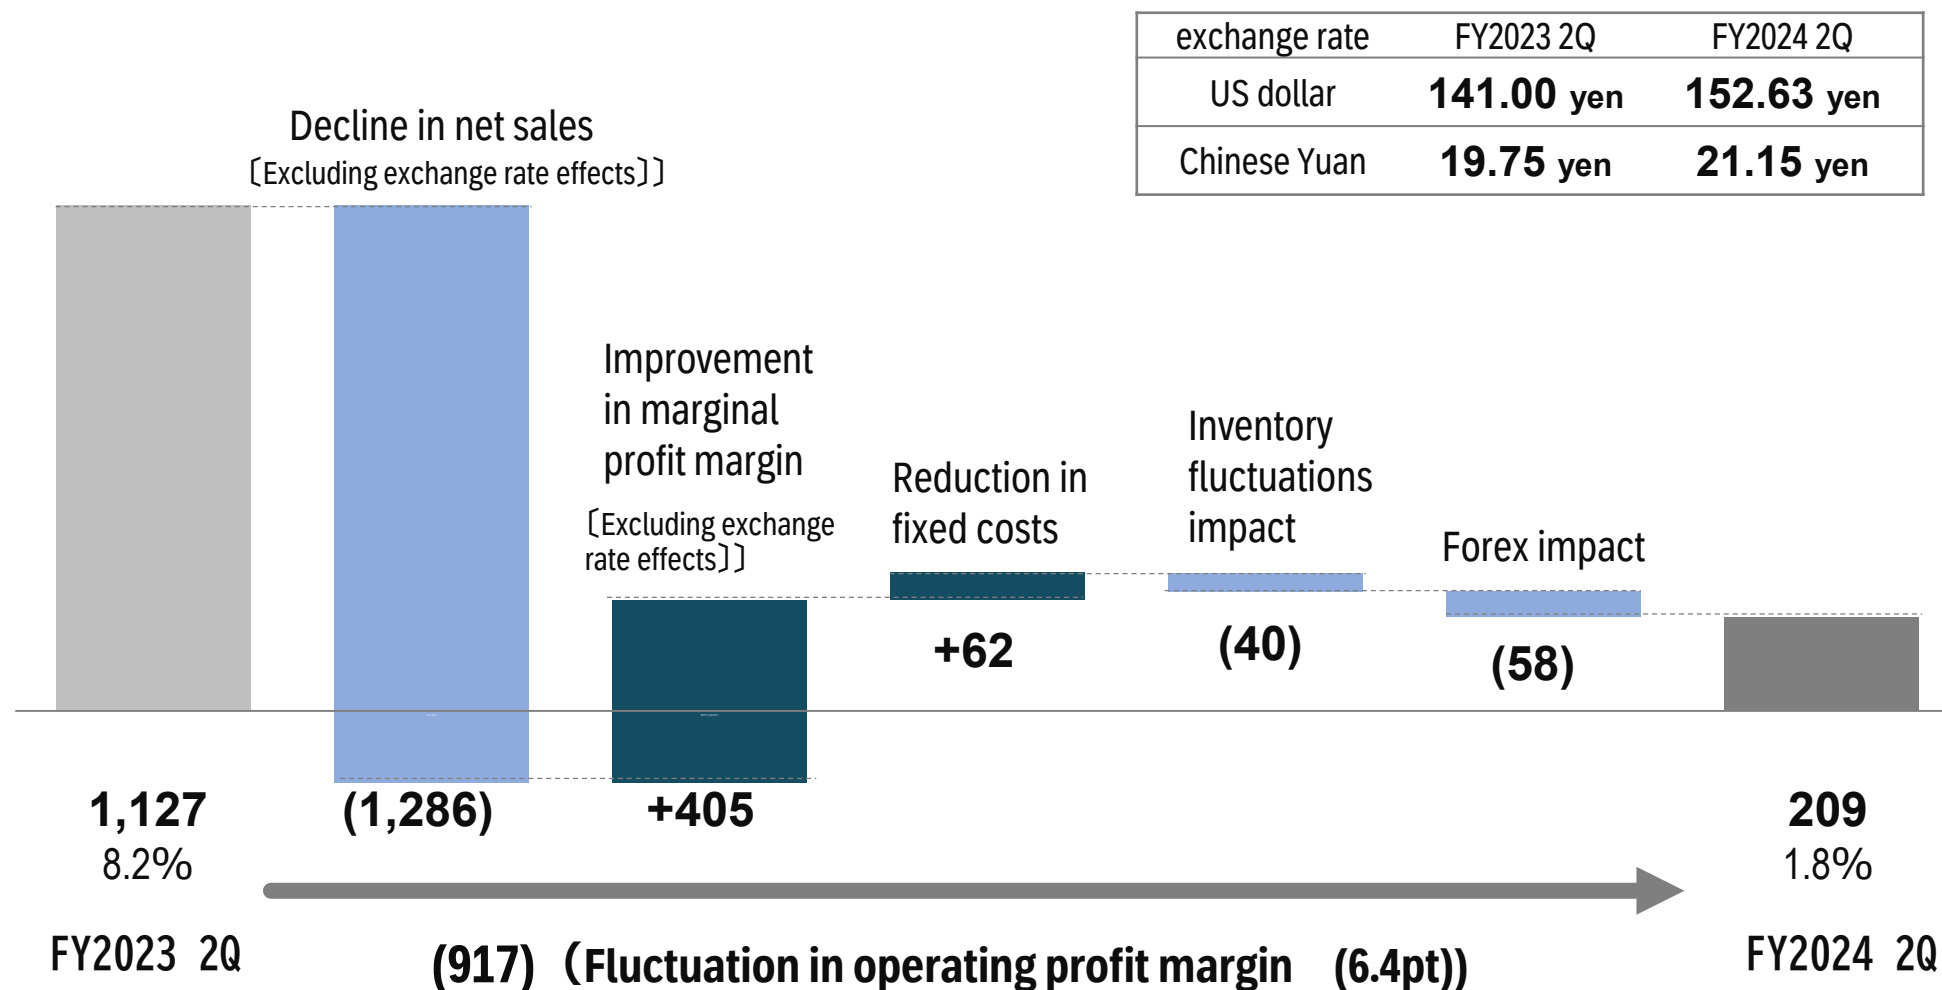 exchange rate FY2023 2Q FY2024 2Q
US dollar 141.00 yen 152.63 yen
Chinese Yuan 19.75 yen 21.15 yen
Decline in net sales
〔Excluding exchange rate effects〕〕
Improvement
in marginal
profit margin
〔Excluding exchange
rate effects〕〕
Reduction in
fixed costs
Inventory
fluctuations
impact
Forex impact
+62
(40)
(58)
1,127
8.2%
(1,286)
+405
209
1.8%
FY2023 2Q
(917)（Fluctuation in operating profit margin (6.4pt))
FY2024 2Q